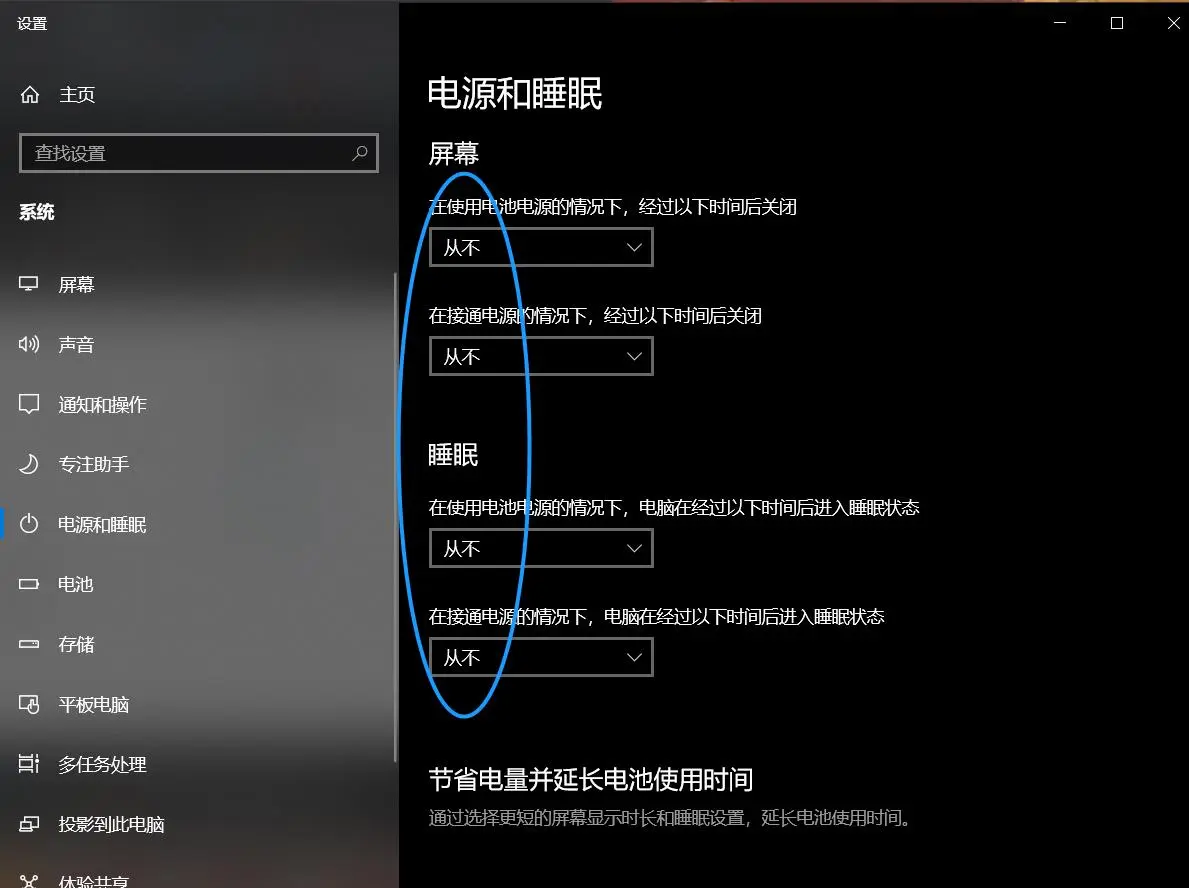 设置
主页
查找设置
系统
屏幕
声音
通知和操作
专注助手
电源和睡眠
电池
存储
平板电脑
多任务处理
投影到此电脑
体验共享
电源和睡眠
屏幕
在使用电池电源的情况下，经过以下时间后关闭
从不
在接通电源的情况下，经过以下时间后关闭
从不
睡眠
在使用电池电源的情况下，电脑在经过以下时间后进入睡眠状态
从不
在接通电源的情况下，电脑在经过以下时间后进入睡眠状态
从不
节省电量并延长电池使用时间
通过选择更短的屏幕显示时长和睡眠设置，延长电池使用时间。